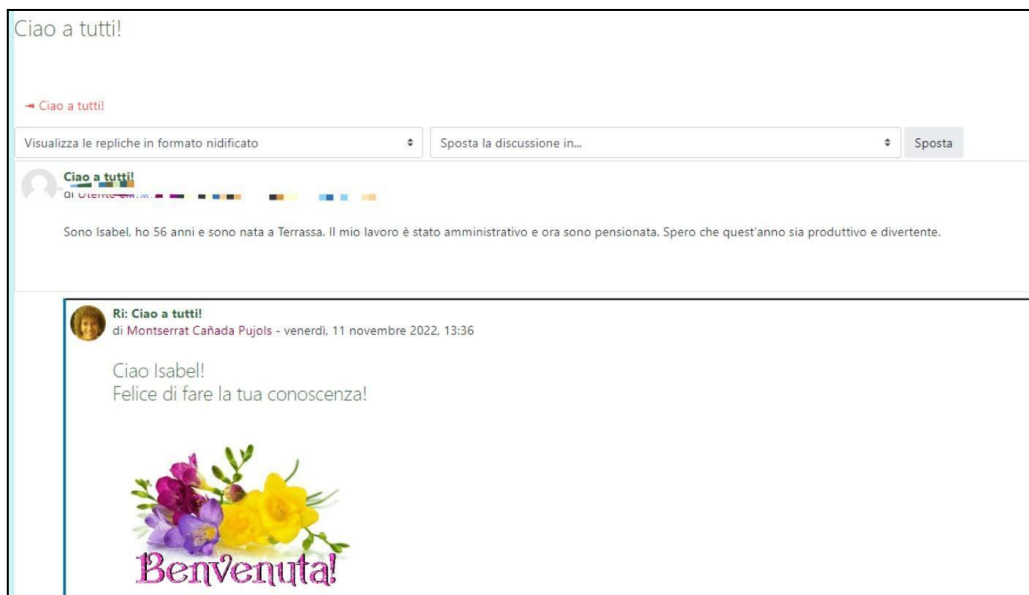 Ciao a tutti!
◄ Ciao a tutti!
Visualizza le repliche in formato nidificato
Sposta la discussione in...
Sposta
Ciao a tutti!
di Utente
Sono Isabel, ho 56 anni e sono nata a Terrassa. Il mio lavoro è stato amministrativo e ora sono pensionata. Spero che quest'anno sia produttivo e divertente.
Ri: Ciao a tutti!
di Montserrat Cañada Pujols - venerdì, 11 novembre 2022, 13:36
Ciao Isabel!
Felice di fare la tua conoscenza!
Benvenuta!